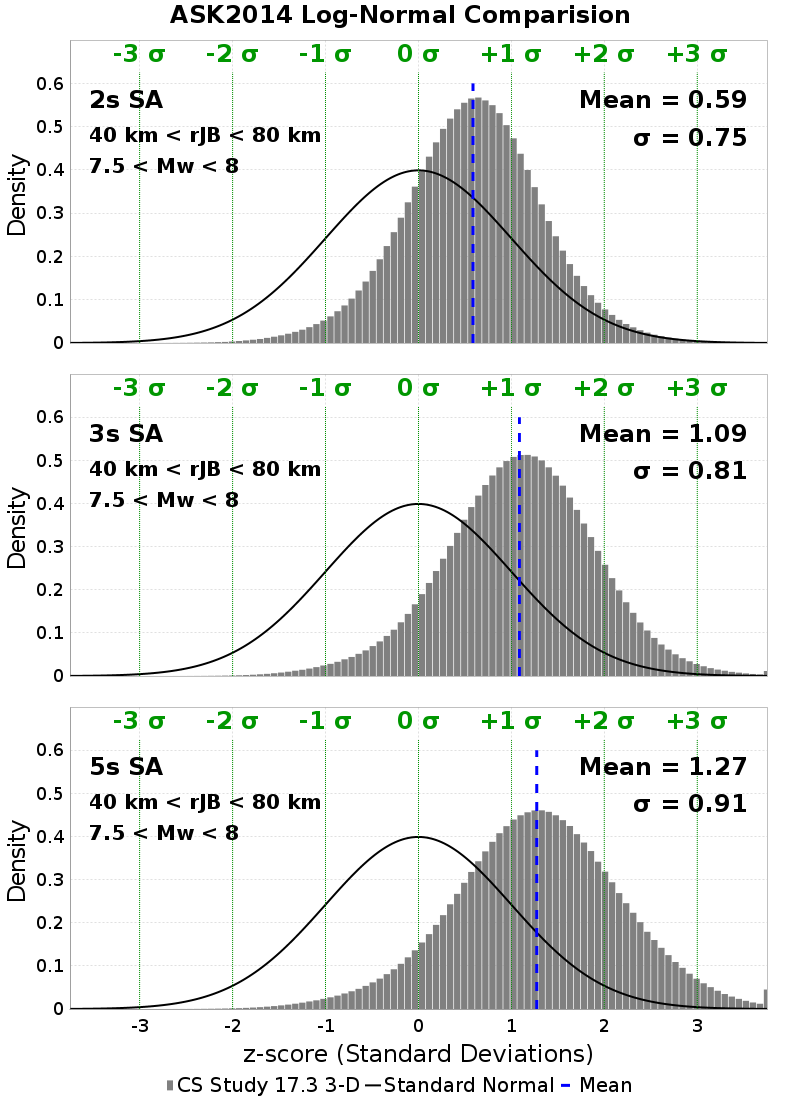 ASK2014 Log-Normal Comparision
-3 σ -2 σ -1 σ 0 σ +1 σ +2 σ +3 σ
2s SA
Mean = 0.59
40 km < rJB < 80 km
σ = 0.75
7.5 < Mw < 8
Density
0.6
0.5
0.4
0.3
0.2
0.1
0
-3 σ -2 σ -1 σ 0 σ +1 σ +2 σ +3 σ
3s SA
Mean = 1.09
40 km < rJB < 80 km
σ = 0.81
7.5 < Mw < 8
Density
0.6
0.5
0.4
0.3
0.2
0.1
0
-3 σ -2 σ -1 σ 0 σ +1 σ +2 σ +3 σ
5s SA
Mean = 1.27
40 km < rJB < 80 km
σ = 0.91
7.5 < Mw < 8
Density
0.6
0.5
0.4
0.3
0.2
0.1
0
-3 -2 -1 0 1 2 3
z-score (Standard Deviations)
CS Study 17.3 3-D Standard Normal Mean